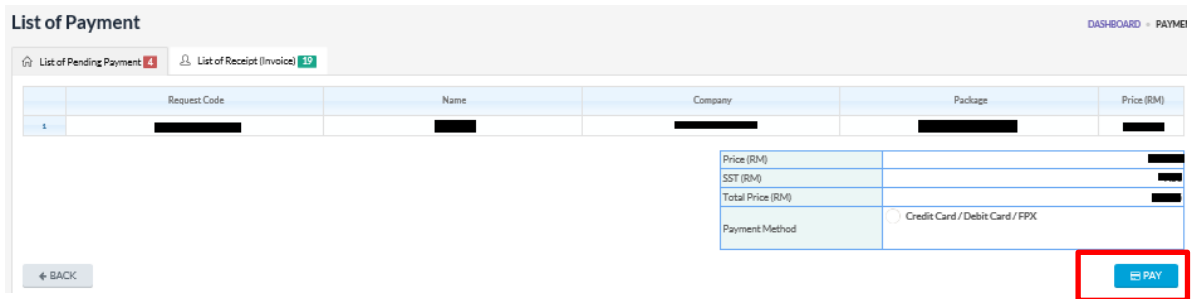 List of Payment
DASHBOARD
List of Pending Payment 4 List of Receipt (Invoice) 19
Request Code Name Company Package Price (RM)
1
Price (RM)
SST (RM)
Total Price (RM)
Payment Method Credit Card / Debit Card / FPX
BACK PAY